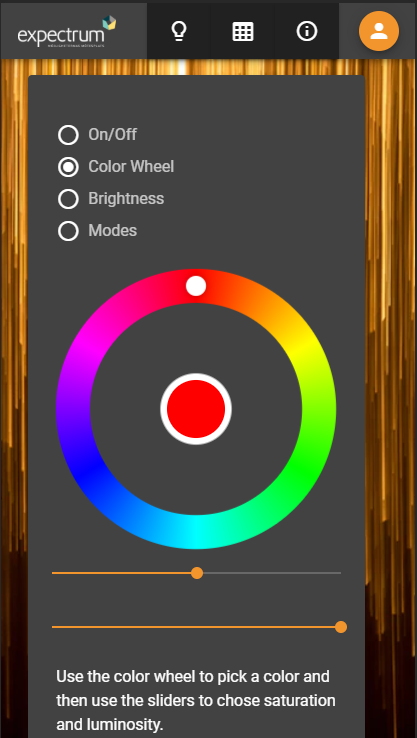 expectrum
On/Off
Color Wheel
Brightness
Modes
Use the color wheel to pick a color and
then use the sliders to chose saturation
and luminosity.